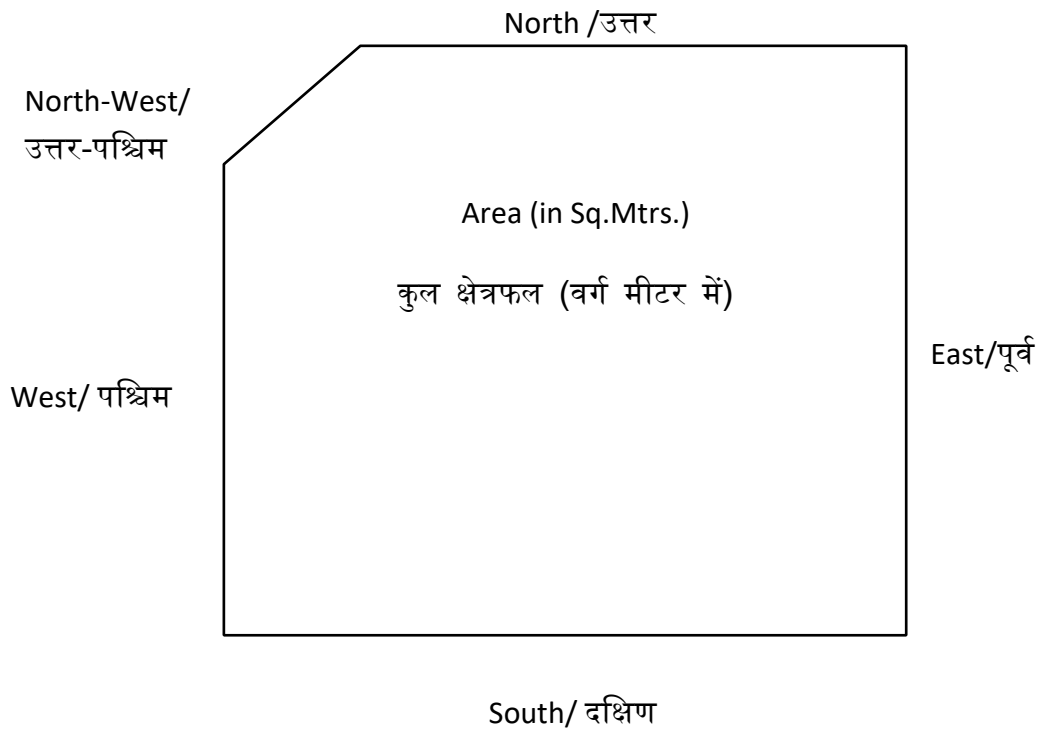 North /उत्तर
North-West/
उत्तर-पश्चिम
Area (in Sq.Mtrs.)
कुल क्षेत्रफल (वर्ग मीटर में)
East/पूर्व
West/ पश्चिम
South/ दक्षिण